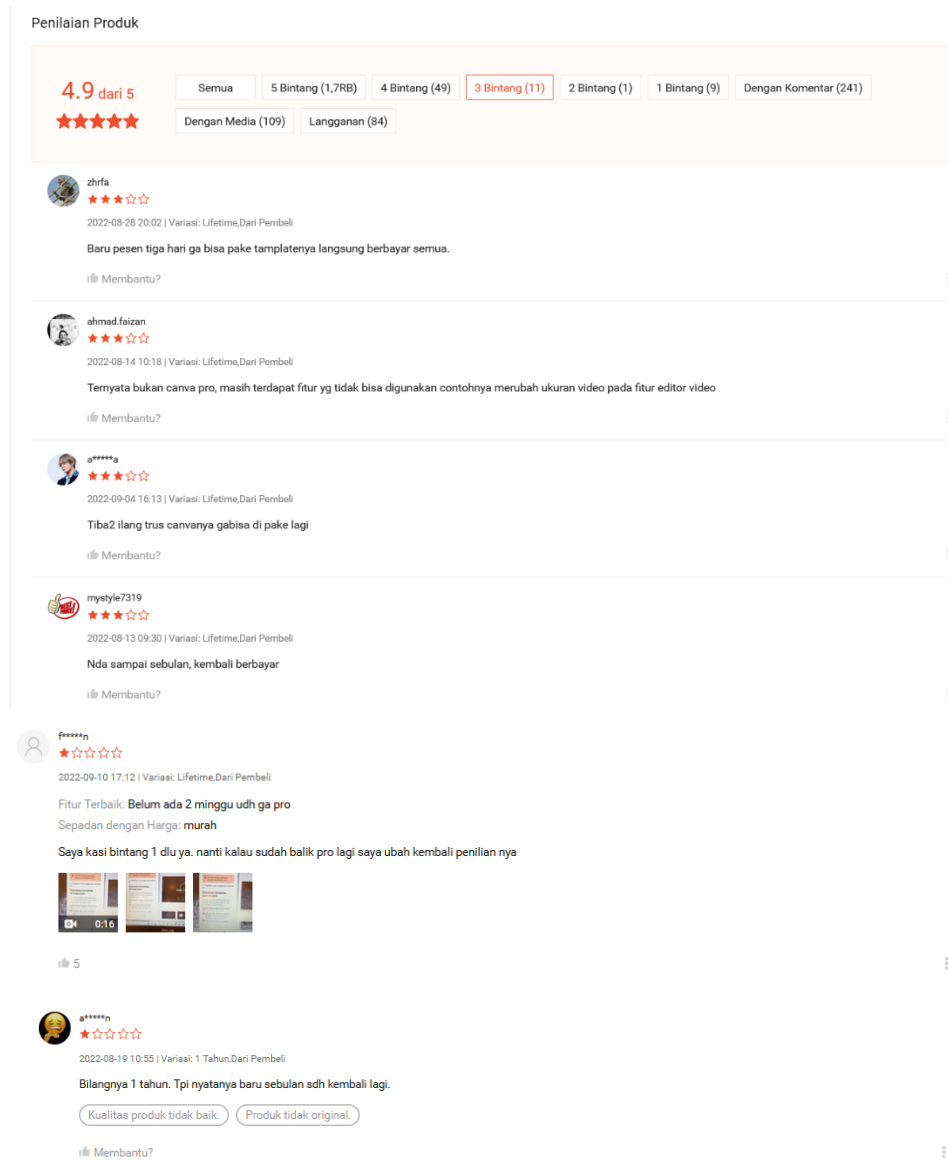 Penilaian Produk
4.9 dari 5
Semua
5 Bintang (1,7RB)
4 Bintang (49)
3 Bintang (11)
2 Bintang (1)
1 Bintang (9)
Dengan Komentar (241)
Dengan Media (109)
Langganan (84)
zhrfa
2022-08-28 20:02 | Variasi: Lifetime,Dari Pembeli
Baru pesen tiga hari ga bisa pake tamplatenya langsung berbayar semua.
Membantu?
ahmad.faizan
2022-08-14 10:18 | Variasi: Lifetime,Dari Pembeli
Ternyata bukan canva pro, masih terdapat fitur yg tidak bisa digunakan contohnya merubah ukuran video pada fitur editor video
Membantu?
a*****a
2022-09-04 16:13 | Variasi: Lifetime,Dari Pembeli
Tiba2 ilang trus canvanya gabisa di pake lagi
Membantu?
mystyle7319
2022-08-13 09:30 | Variasi: Lifetime,Dari Pembeli
Nda sampai sebulan, kembali berbayar
Membantu?
f*****n
2022-09-10 17:12 | Variasi: Lifetime,Dari Pembeli
Fitur Terbaik: Belum ada 2 minggu udh ga pro
Sepadan dengan Harga: murah
Saya kasi bintang 1 dlu ya. nanti kalau sudah balik pro lagi saya ubah kembali penilian nya
0:16
5
a*****n
2022-08-19 10:55 | Variasi: 1 Tahun,Dari Pembeli
Bilangnya 1 tahun. Tpi nyatanya baru sebulan sdh kembali lagi.
Kualitas produk tidak baik.
Produk tidak original.
Membantu?